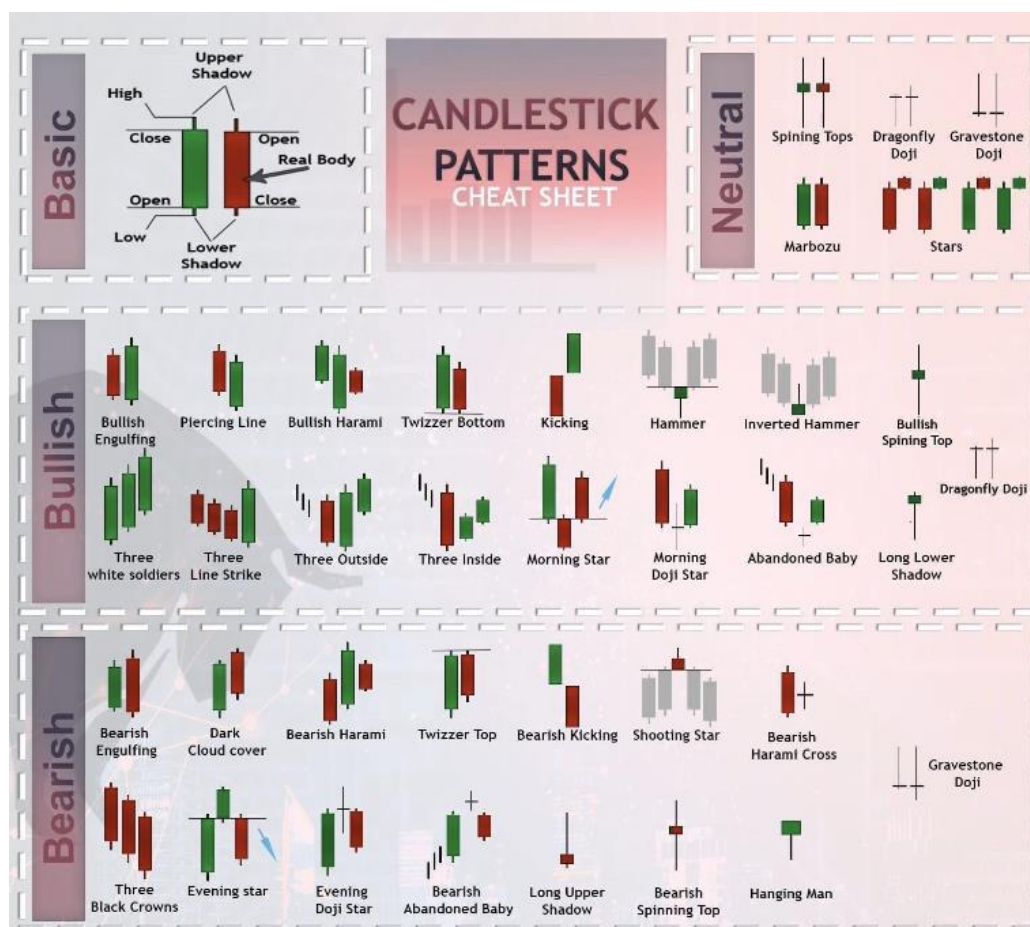 Basic
Upper
Shadow
High
Close
Open
Real Body
Open
Close
Low
Lower
Shadow
CANDLESTICK
PATTERNS
CHEAT SHEET
Neutral
Spining Tops
Dragonfly
Doji
Gravestone
Doji
Marbozu
Stars
Bullish
Bullish
Engulfing
Piercing Line
Bullish Harami
Twizzer Bottom
Kicking
Hammer
Inverted Hammer
Bullish
Spining Top
Dragonfly Doji
Three
white soldiers
Three
Line Strike
Three Outside
Three Inside
Morning Star
Morning
Doji Star
Abandoned Baby
Long Lower
Shadow
Bearish
Bearish
Engulfing
Dark
Cloud cover
Bearish Harami
Twizzer Top
Bearish Kicking
Shooting Star
Bearish
Harami Cross
Gravestone
Doji
Three
Black Crowns
Evening star
Evening
Doji Star
Bearish
Abandoned Baby
Long Upper
Shadow
Bearish
Spinning Top
Hanging Man